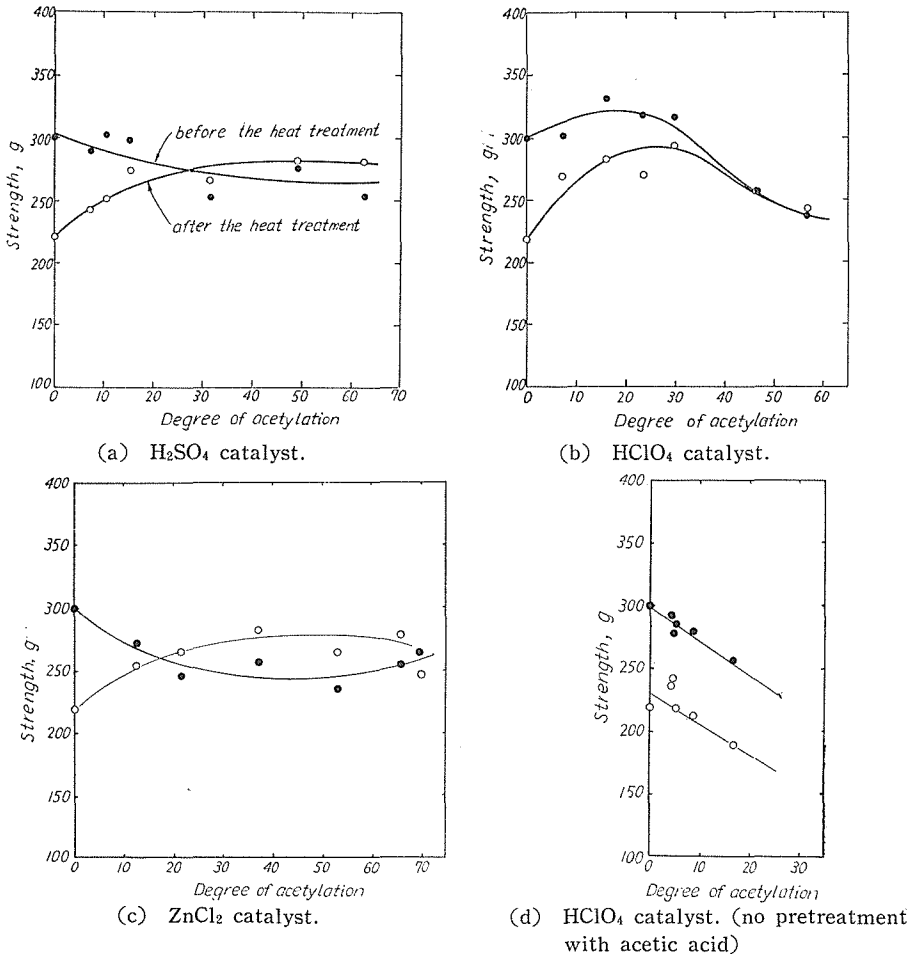 400
350
300
250
200
150
100
Strength, g
before the heat treatment
after the heat treatment
0 10 20 30 40 50 60 70
Degree of acetylation
(a) H₂SO₄ catalyst.
400
350
300
250
200
150
100
Strength, g
0 10 20 30 40 50 60
Degree of acetylation
(b) HClO₄ catalyst.
400
350
300
250
200
150
100
Strength, g
0 10 20 30 40 50 60 70
Degree of acetylation
(c) ZnCl₂ catalyst.
400
350
300
250
200
150
100
Strength, g
0 10 20 30
Degree of acetylation
(d) HClO₄ catalyst. (no pretreatment
with acetic acid)